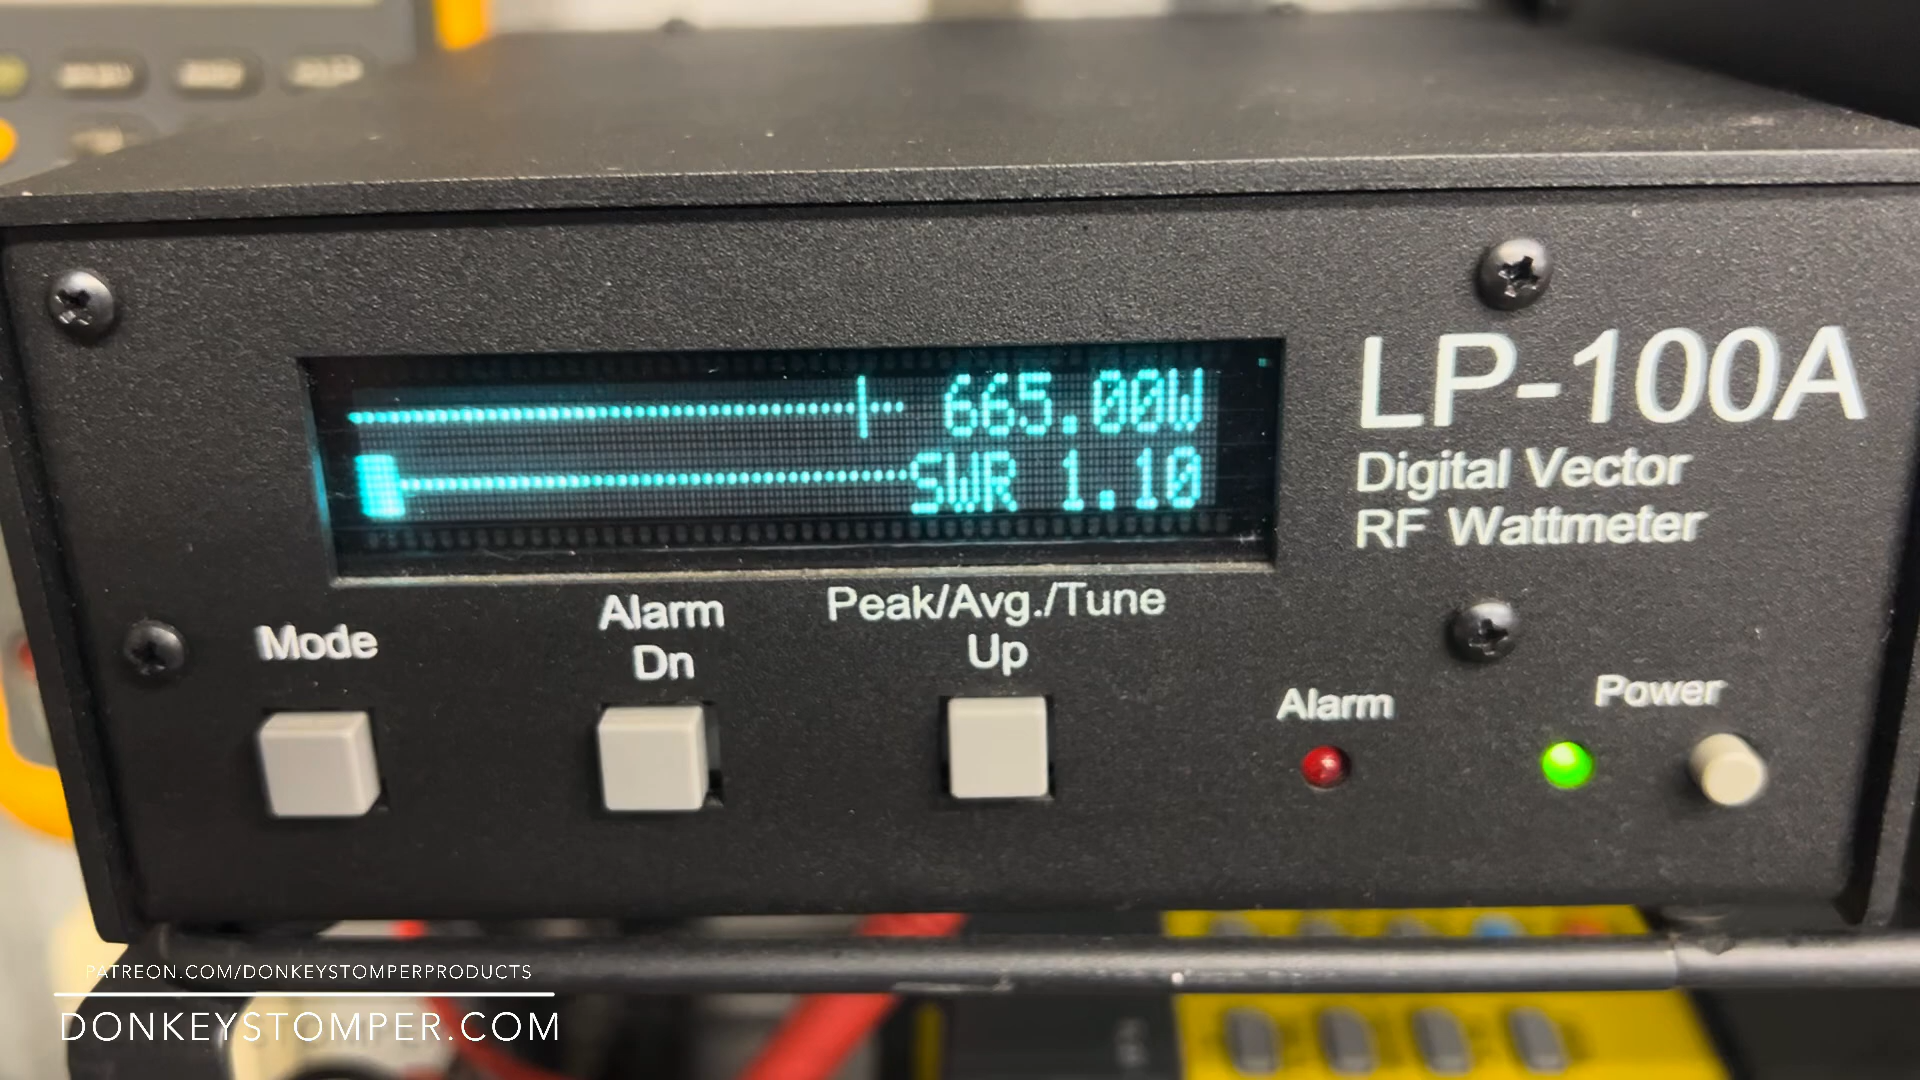 665.00W
SWR 1.10
LP-100A
Digital Vector
RF Wattmeter
Mode
Alarm
Dn
Peak/Avg./Tune
Up
Alarm
Power
PATREON.COM/DONKEYSTOMPERPRODUCTS
DONKEYSTOMPER.COM